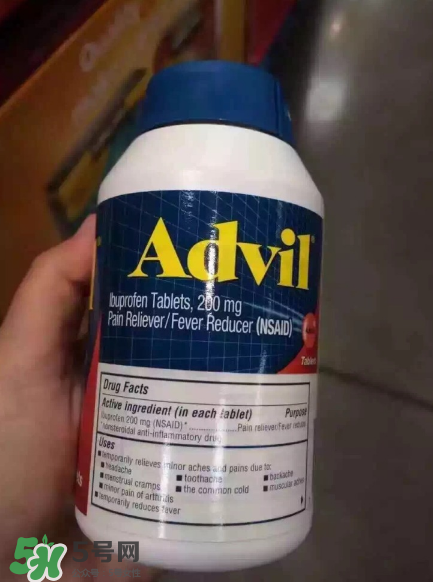 Quality
Advil
Ibuprofen Tablets, 200 mg
Pain Reliever/Fever Reducer (NSAID)
Tablets
Drug Facts
Active ingredient (in each tablet) Purpose
Ibuprofen 200 mg (NSAID)* Pain reliever/Fever reducer
*nonsteroidal anti-inflammatory drug
Uses
■ temporarily relieves minor aches and pains due to:
■ headache ■ toothache ■ backache
■ menstrual cramps ■ the common cold ■ muscular aches
■ minor pain of arthritis
■ temporarily reduces fever
5号网